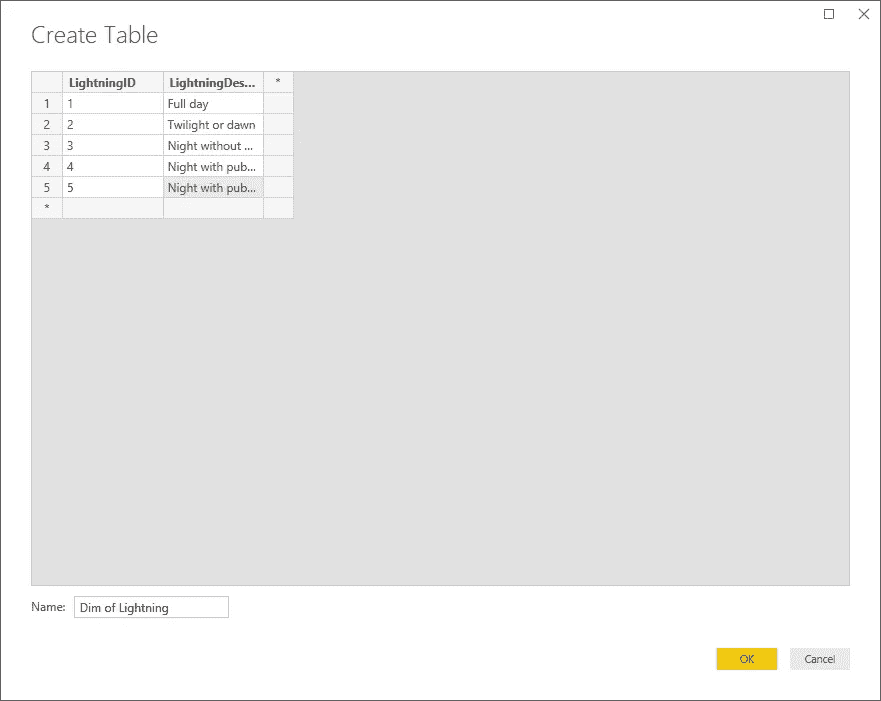 Create Table
LightningID LightningDes... *
1 1 Full day
2 2 Twilight or dawn
3 3 Night without ...
4 4 Night with pub...
5 5 Night with pub...
*
Name: Dim of Lightning
OK Cancel